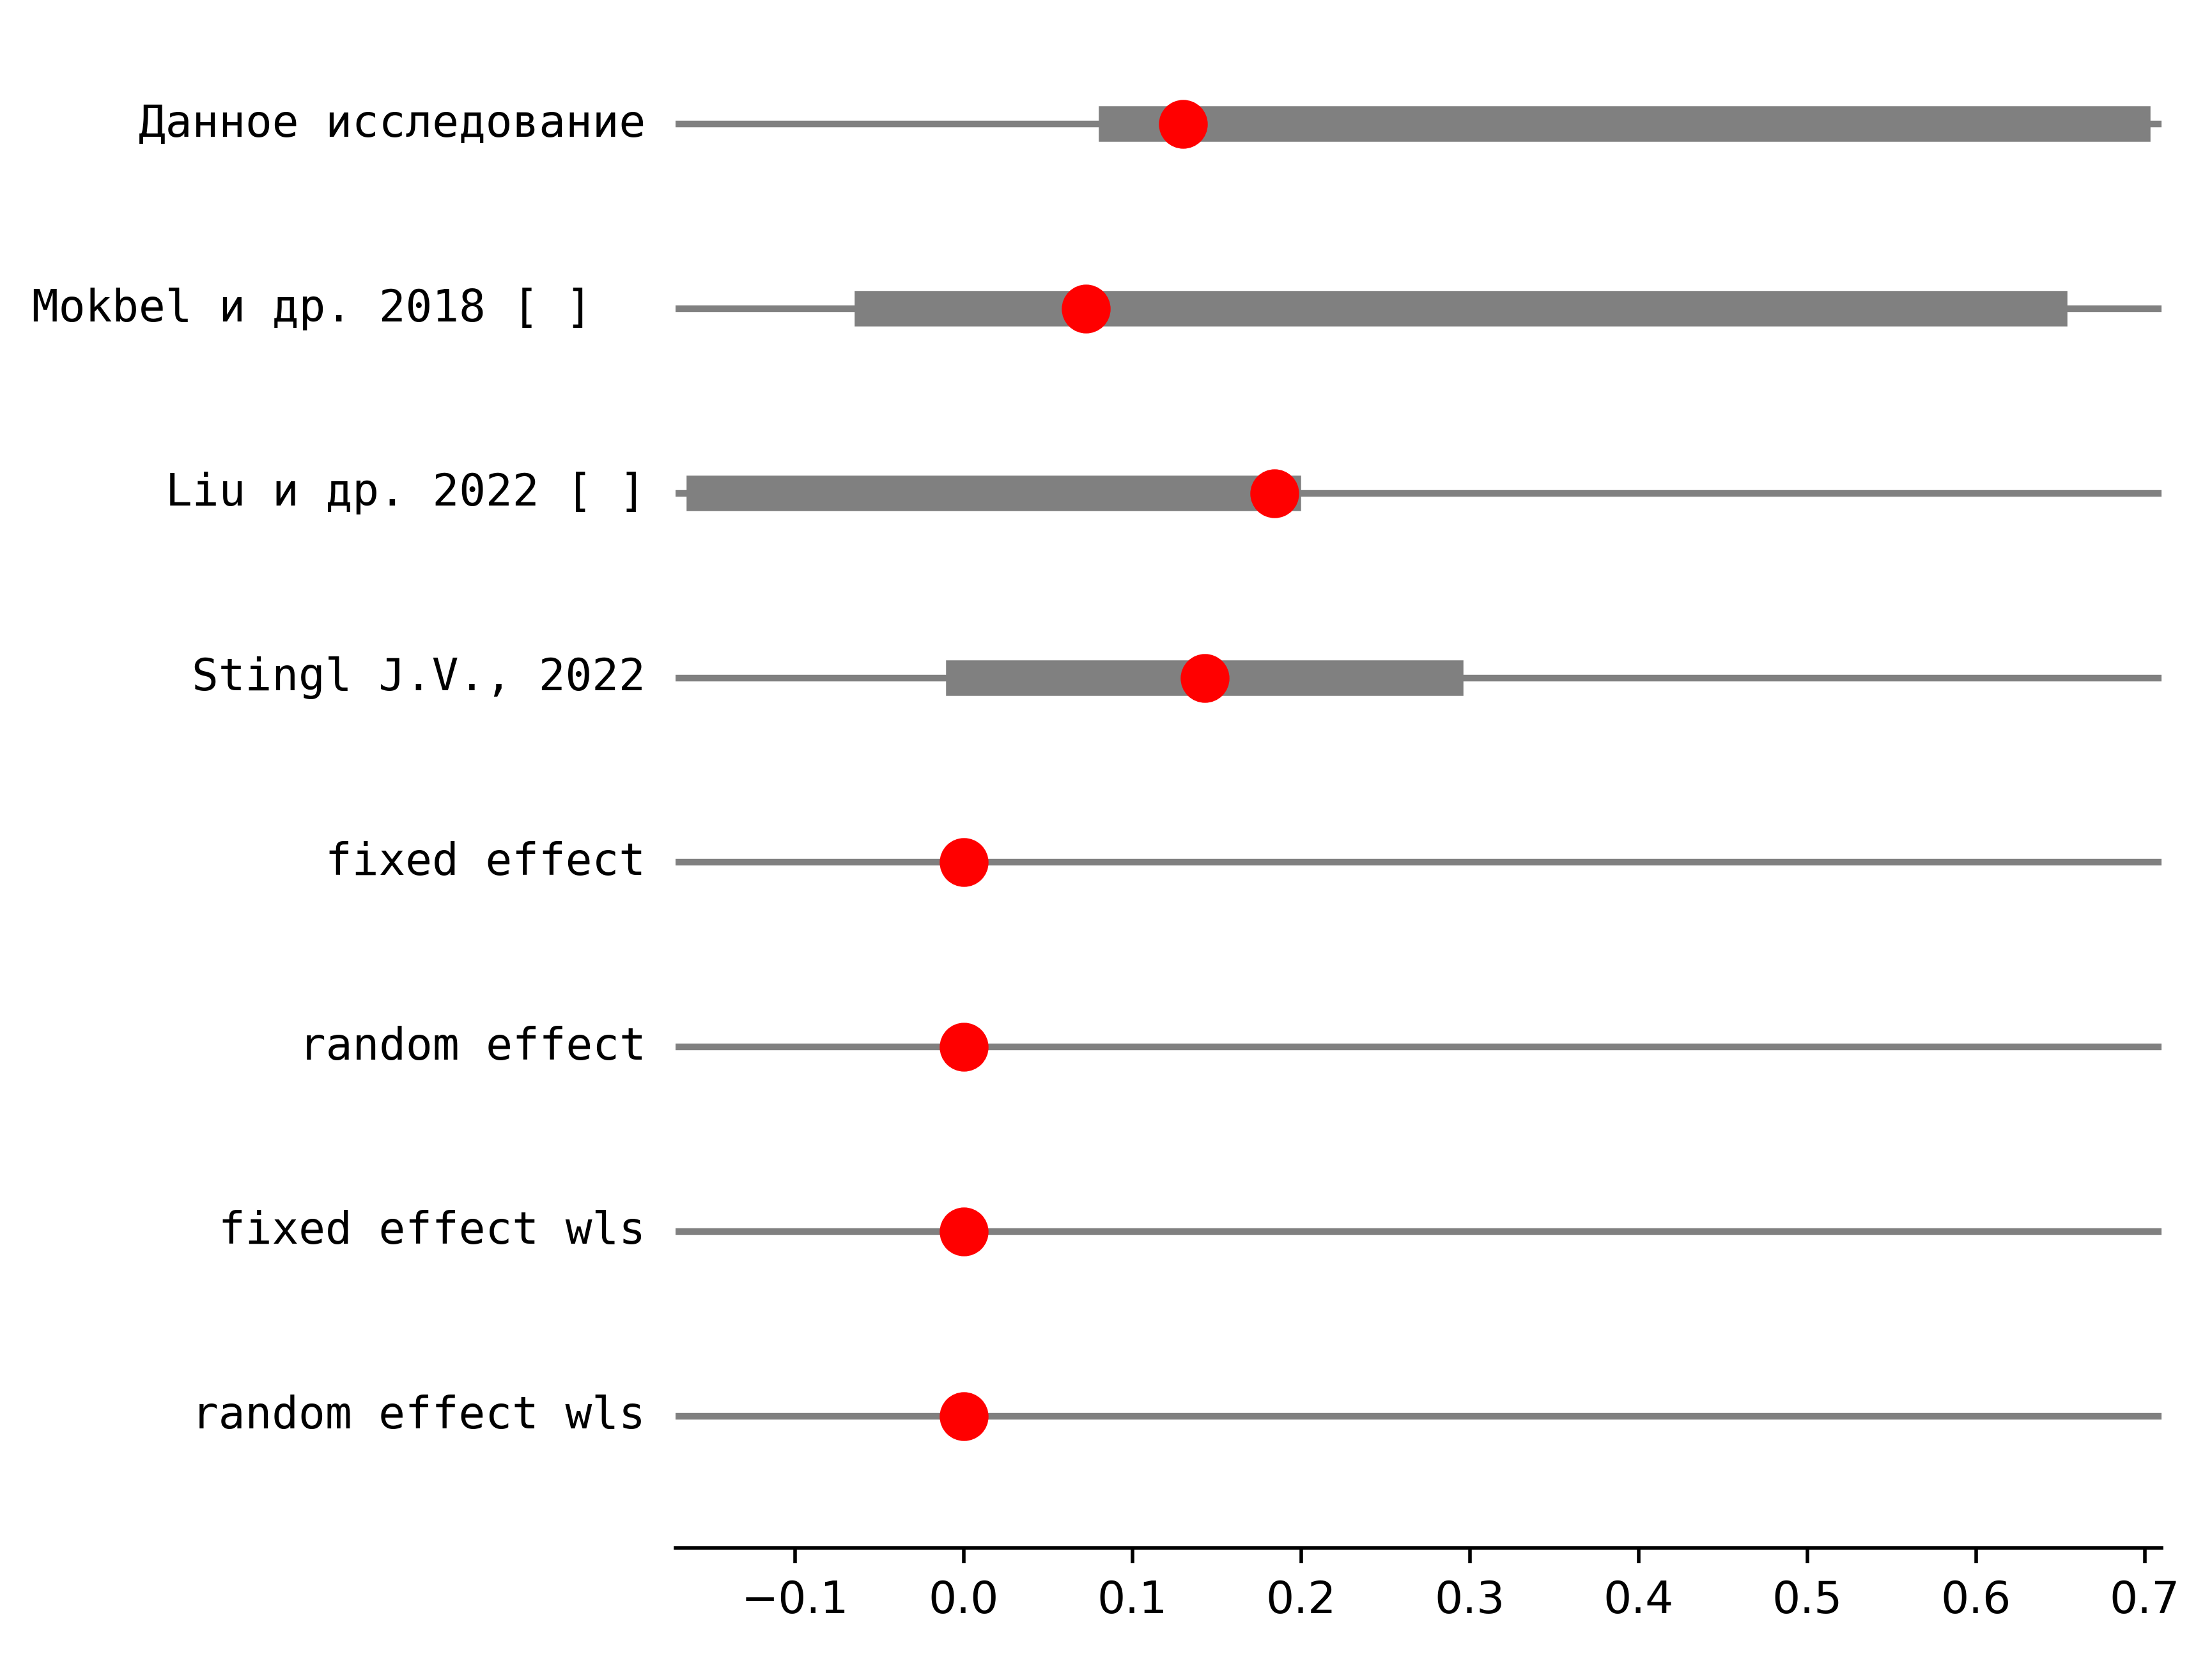 Данное исследование
Mokbel и др. 2018 [ ]
Liu и др. 2022 [ ]
Stingl J.V., 2022
fixed effect
random effect
fixed effect wls
random effect wls
−0.1 0.0 0.1 0.2 0.3 0.4 0.5 0.6 0.7